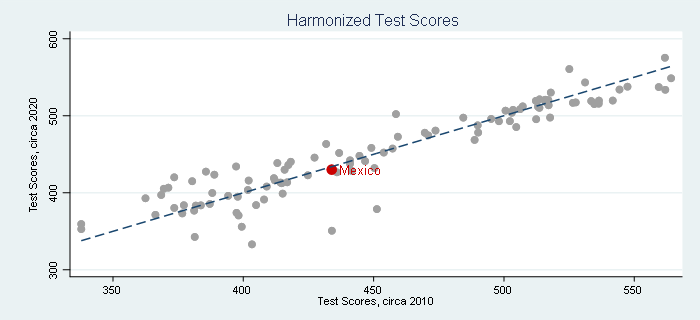 Harmonized Test Scores
Test Scores, circa 2020
600
500
400
300
Mexico
350
400
450
500
550
Test Scores, circa 2010